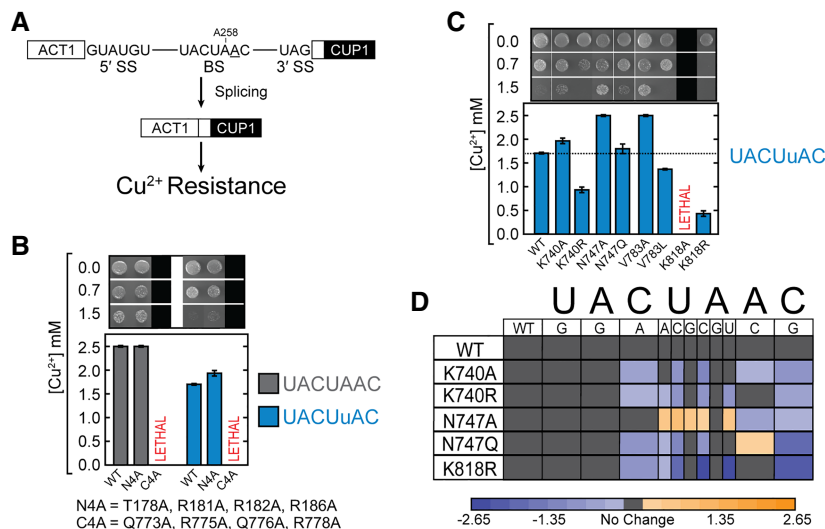 A
A258
ACT1 GUAUGU UACUAAC UAG CUP1
5′ SS BS 3′ SS
Splicing
ACT1 CUP1
Cu2+ Resistance
B
[Cu2+] mM
0.0
0.7
1.5
2.5
2.0
1.5
1.0
0.5
0.0
LETHAL
LETHAL
WT N4A C4A WT N4A C4A
UACUAAC
UACUuAC
N4A = T178A, R181A, R182A, R186A
C4A = Q773A, R775A, Q776A, R778A
C
[Cu2+] mM
0.0
0.7
1.5
2.5
2.0
1.5
1.0
0.5
0.0
LETHAL
WT K740A K740R N747A N747Q V783A V783L K818A K818R
UACUuAC
D
U A C U A A C
WT G G A A C G C G U C G
WT
K740A
K740R
N747A
N747Q
K818R
-2.65 -1.35 No Change 1.35 2.65